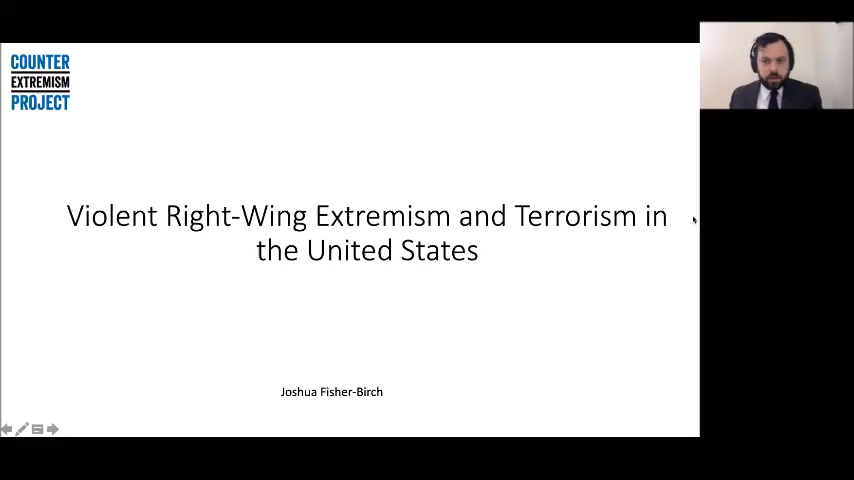 COUNTER
EXTREMISM
PROJECT
Violent Right-Wing Extremism and Terrorism in
the United States
Joshua Fisher-Birch